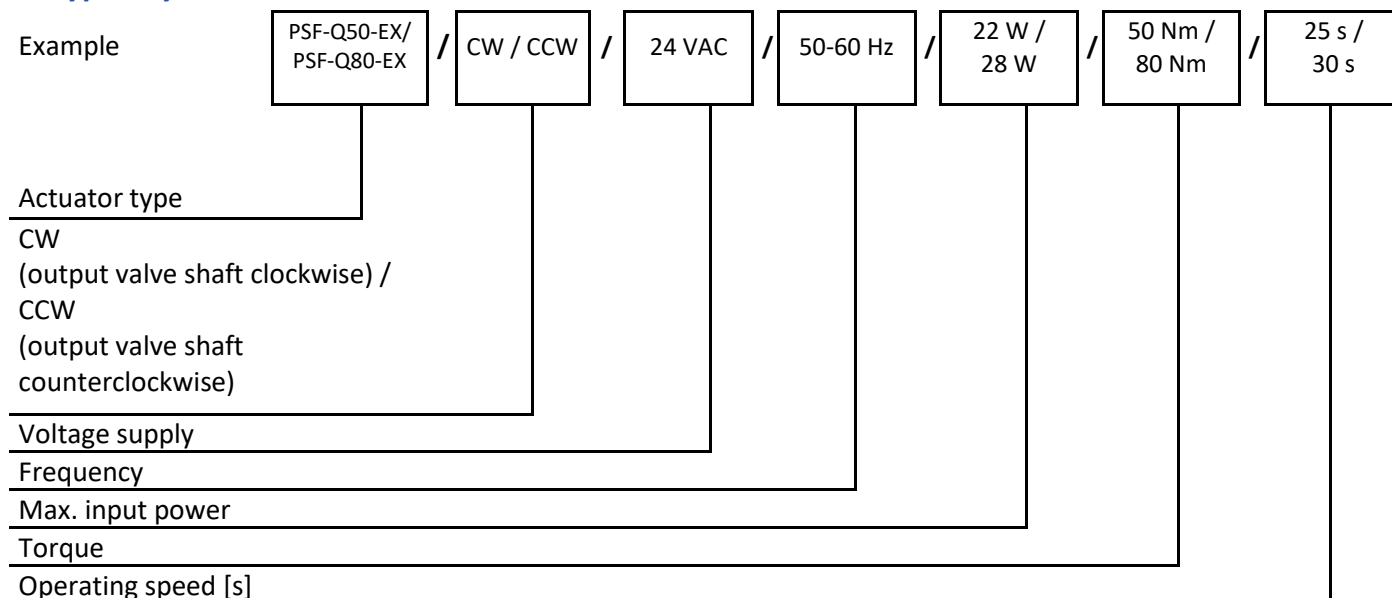 Example
PSF-Q50-EX/
PSF-Q80-EX
/
CW / CCW
/
24 VAC
/
50-60 Hz
/
22 W /
28 W
/
50 Nm /
80 Nm
/
25 s /
30 s
Actuator type
CW
(output valve shaft clockwise) /
CCW
(output valve shaft
counterclockwise)
Voltage supply
Frequency
Max. input power
Torque
Operating speed [s]